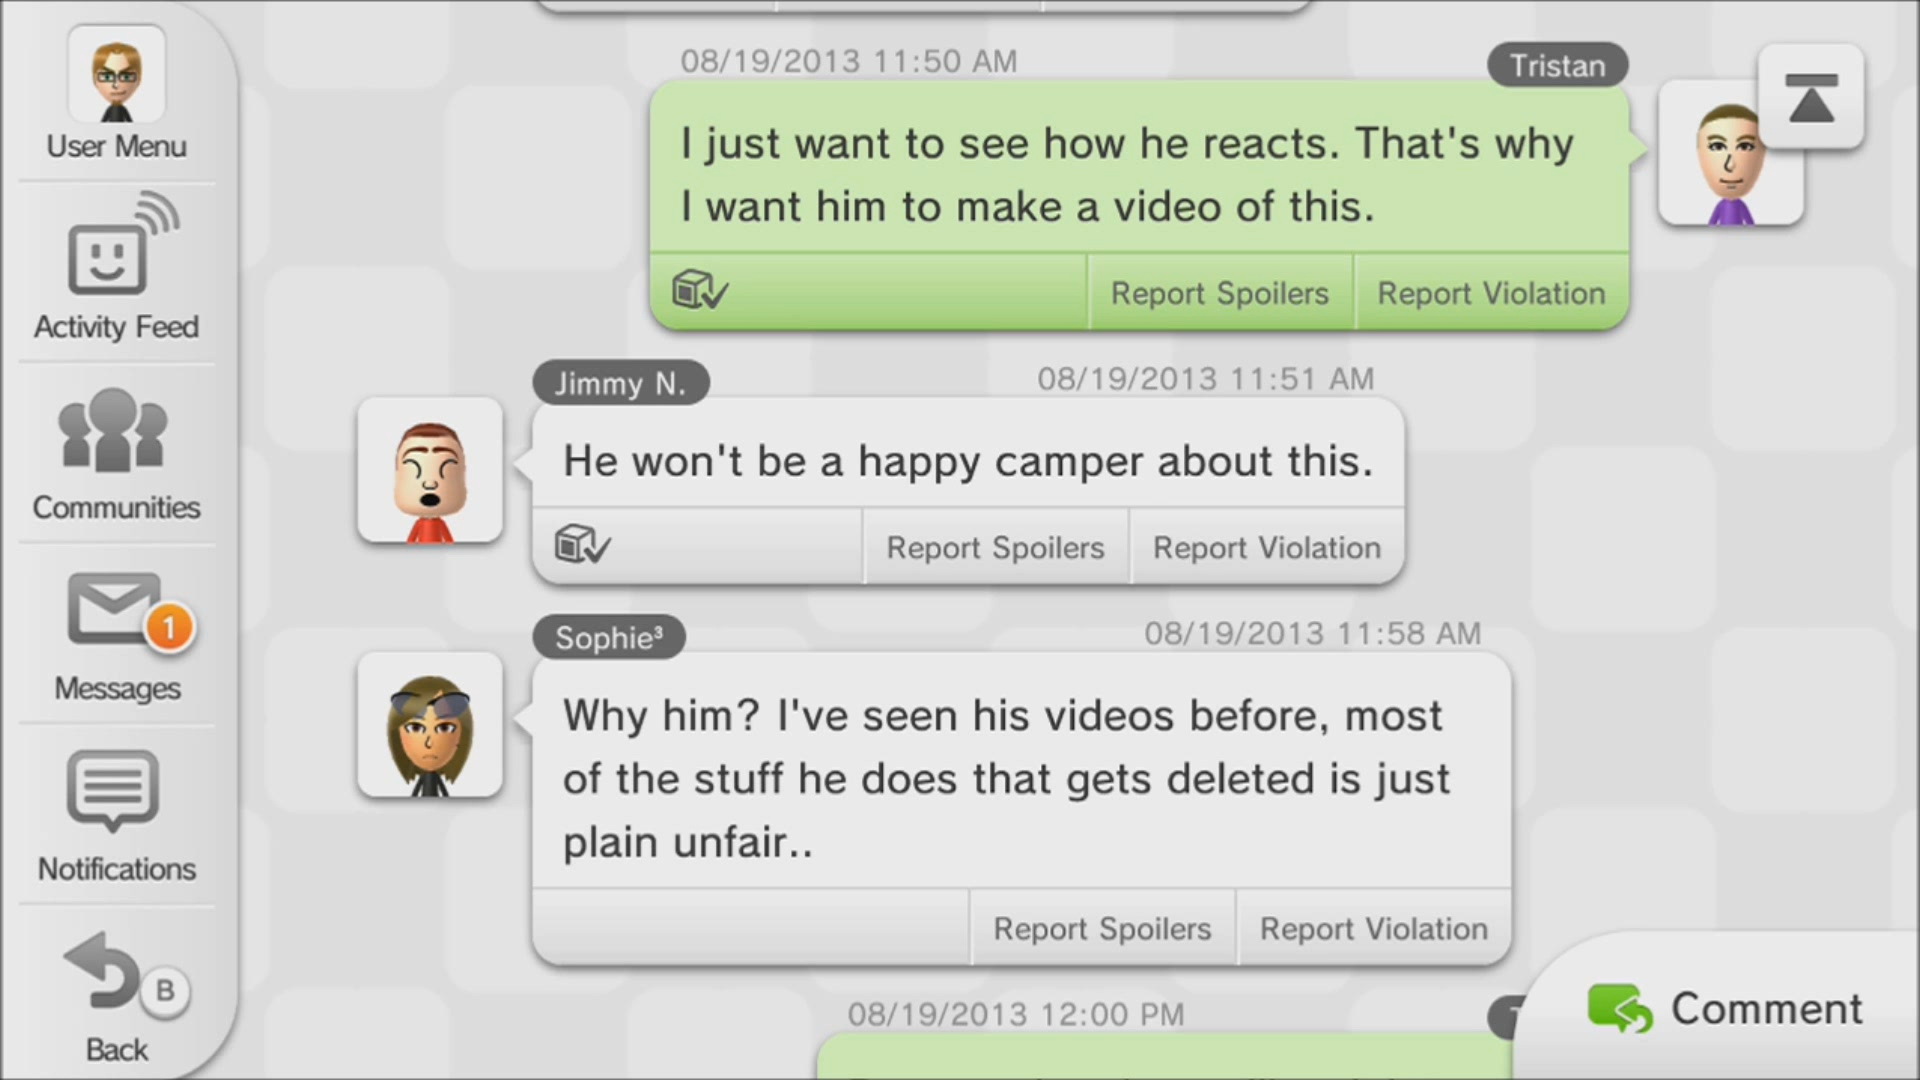 User Menu
Activity Feed
Communities
1
Messages
Notifications
B
Back
08/19/2013 11:50 AM
Tristan
I just want to see how he reacts. That's why
I want him to make a video of this.
Report Spoilers
Report Violation
Jimmy N.
08/19/2013 11:51 AM
He won't be a happy camper about this.
Report Spoilers
Report Violation
Sophie³
08/19/2013 11:58 AM
Why him? I've seen his videos before, most
of the stuff he does that gets deleted is just
plain unfair..
Report Spoilers
Report Violation
08/19/2013 12:00 PM
Comment